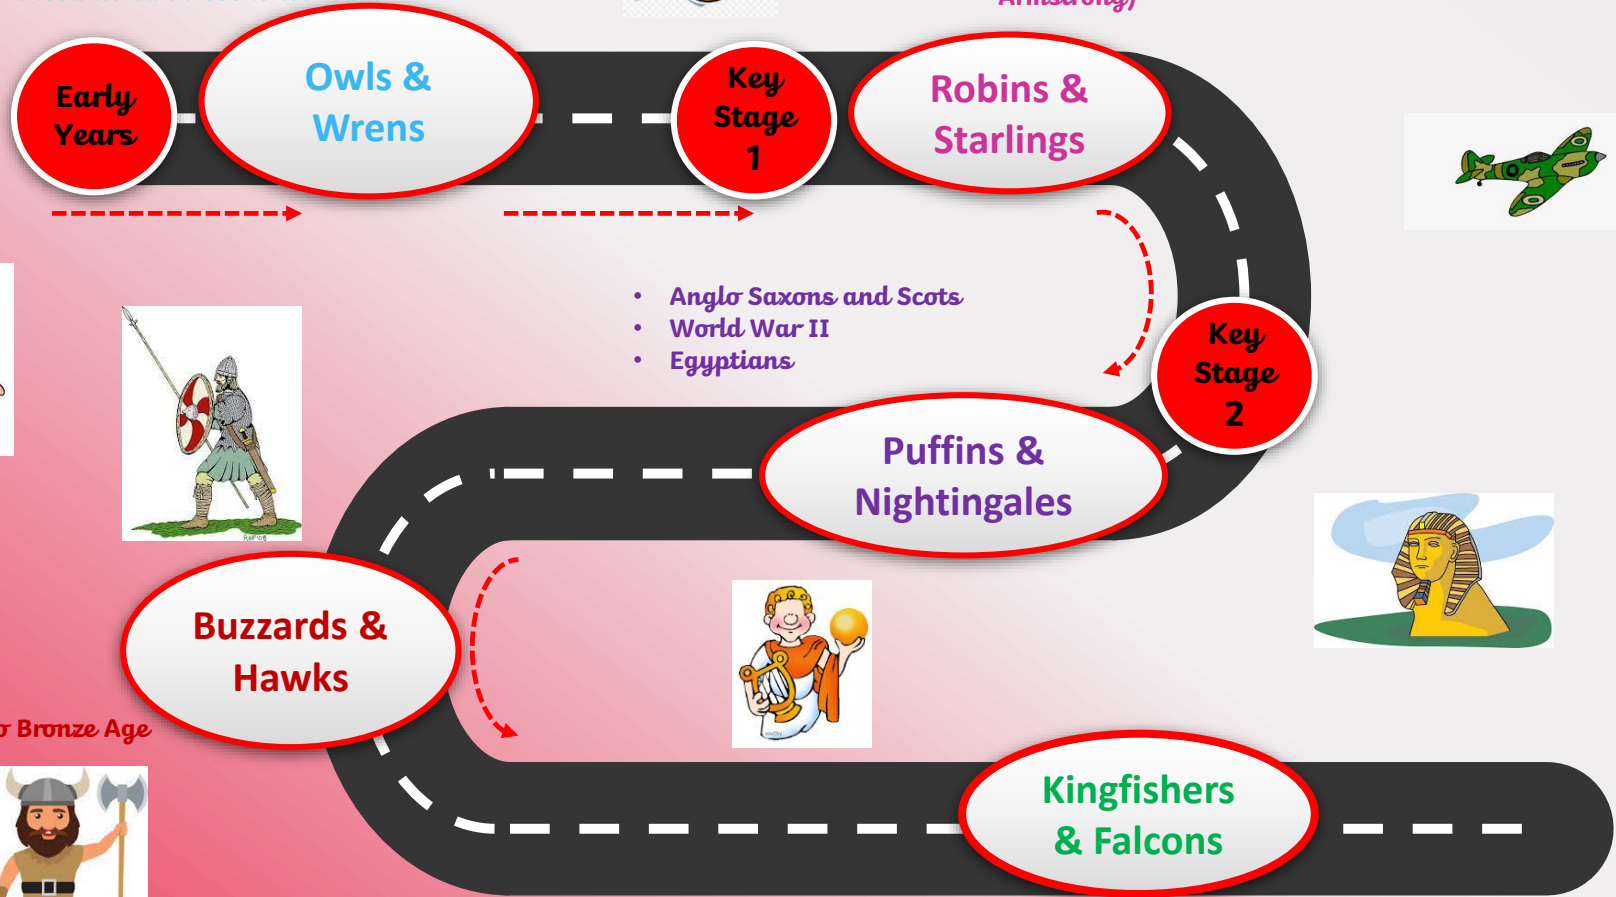 Armstrong)
Early
Years
Owls &
Wrens
Key
Stage
1
Robins &
Starlings
• Anglo Saxons and Scots
• World War II
• Egyptians
Key
Stage
2
Puffins &
Nightingales
Buzzards &
Hawks
Bronze Age
Kingfishers
& Falcons